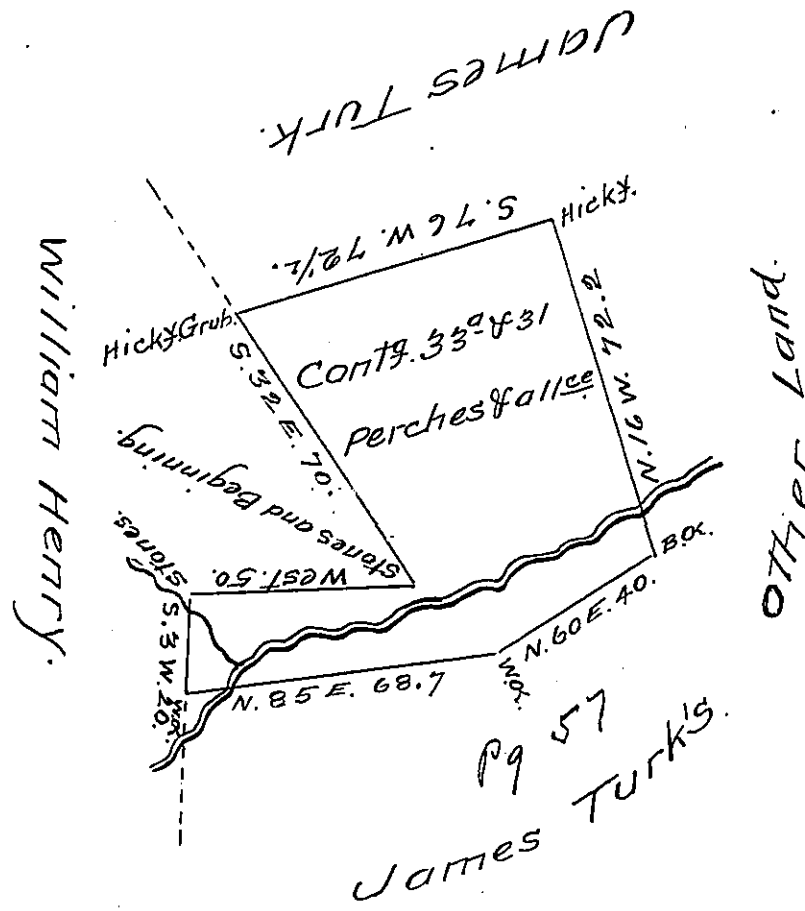 James Turk.
S. 76 W. 72½.
Hicky.
William Henry.
Hicky. Grub.
Contg. 33a & 31
Perches & allce
S. 32 E. 70.
N. 16 W. 72.2
Other Land.
Stones and Beginning.
Stones.
West. 50.
S. 3 W. 20.
W.O.
N. 85 E. 68.7
W.O.
N. 60 E. 40.
B.O.
Pg 57
James Turk's.